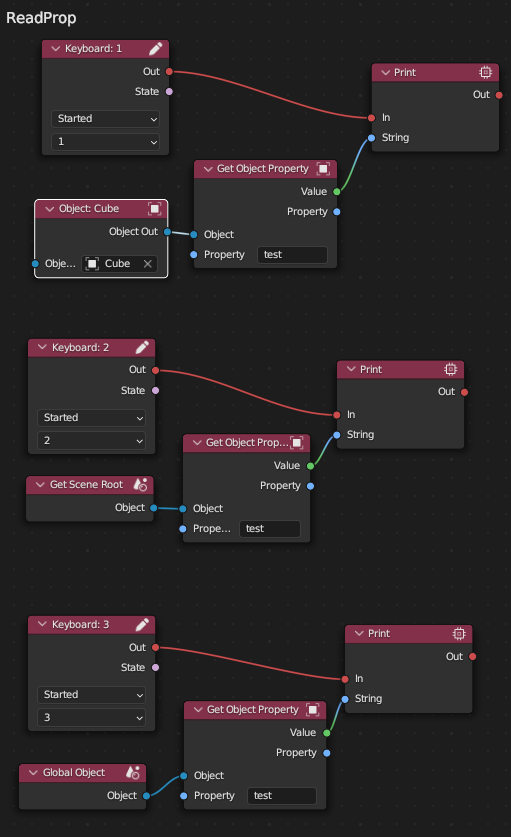 ReadProp
Keyboard: 1
Out
State
Started
1
Print
Out
In
String
Get Object Property
Value
Property
Object
Property test
Object: Cube
Object Out
Obje... Cube
Keyboard: 2
Out
State
Started
2
Print
Out
In
String
Get Object Prop...
Value
Property
Object
Prope... test
Get Scene Root
Object
Keyboard: 3
Out
State
Started
3
Print
Out
In
String
Get Object Property
Value
Property
Object
Property test
Global Object
Object